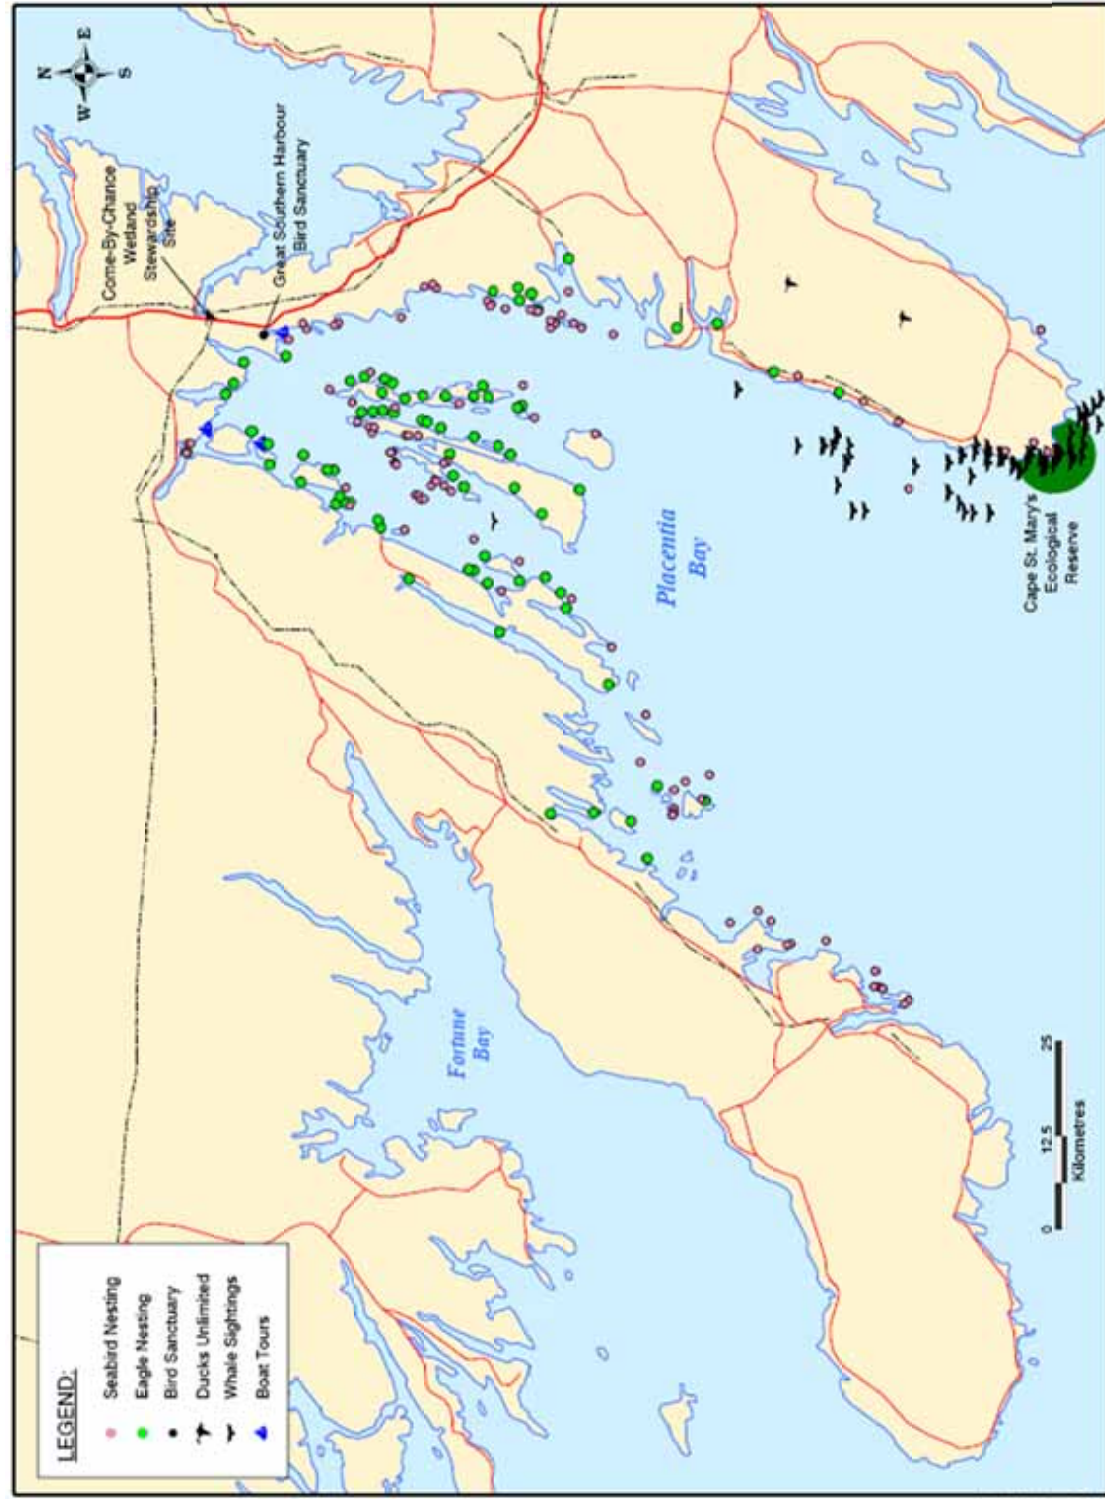 N
E
W
S
Come-By-Chance
Wetland
Stewardship
Site
Great Southern Harbour
Bird Sanctuary
Placentia
Bay
Fortune
Bay
Cape St. Mary's
Ecological
Reserve
LEGEND:
Seabird Nesting
Eagle Nesting
Bird Sanctuary
Ducks Unlimited
Whale Sightings
Boat Tours
0 12.5 25
Kilometres